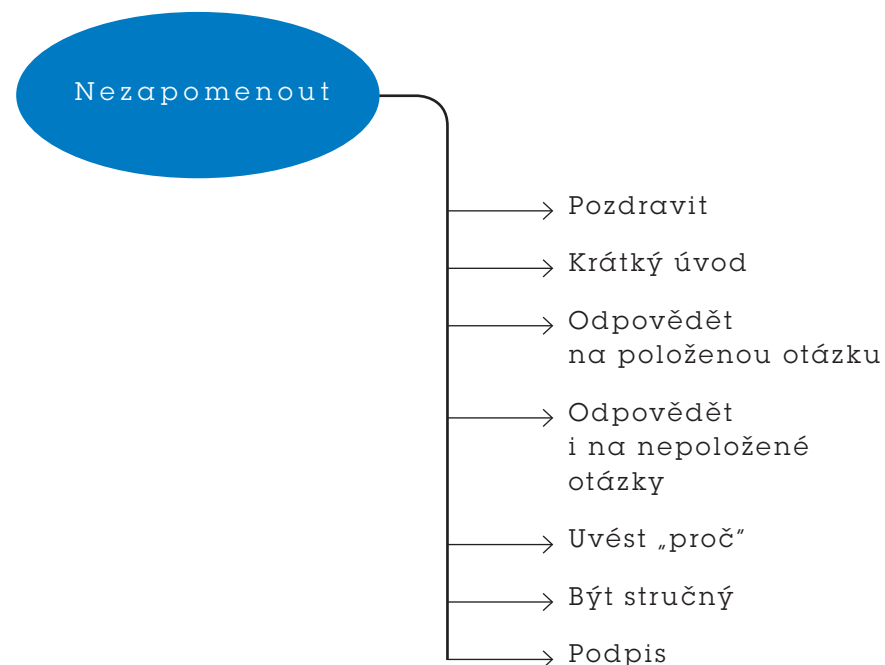 Nezapomenout
Pozdravit
Krátký úvod
Odpovědět
na položenou otázku
Odpovědět
i na nepoložené
otázky
Uvést „proč“
Být stručný
Podpis